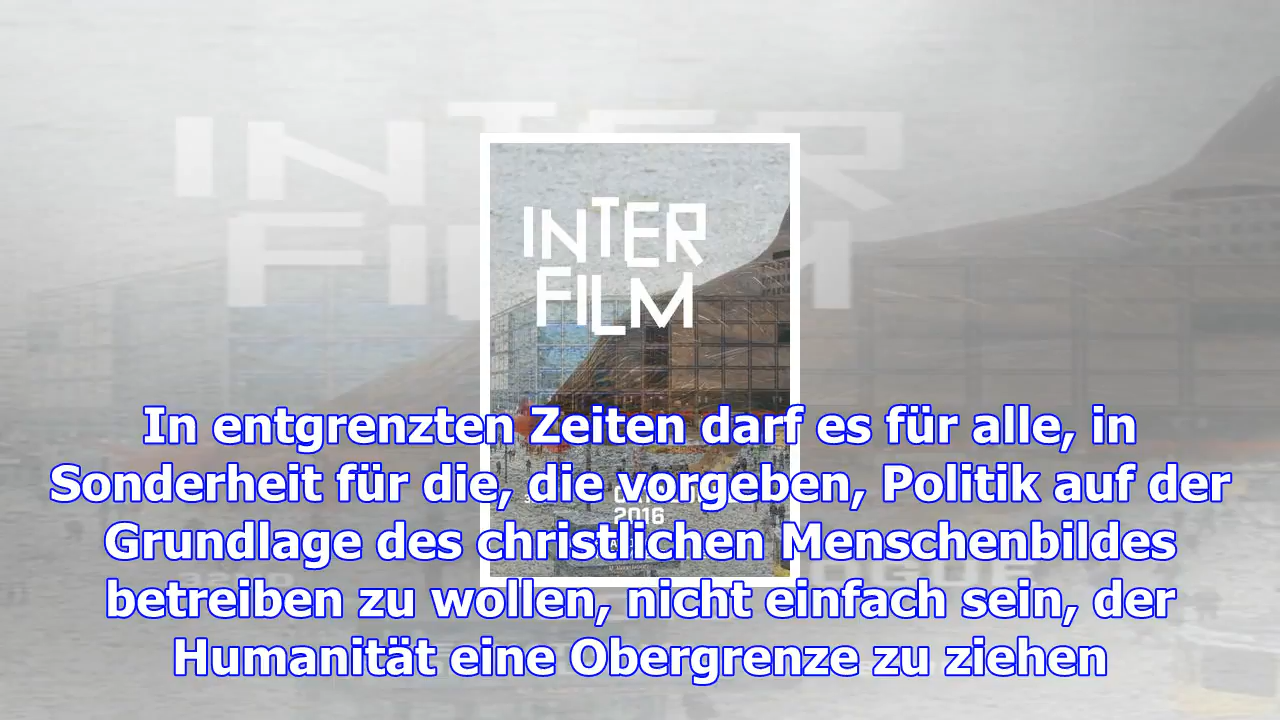 INTER
FILM
In entgrenzten Zeiten darf es für alle, in
Sonderheit für die, die vorgeben, Politik auf der
2016
Grundlage des christlichen Menschenbildes
betreiben zu wollen, nicht einfach sein, der
Humanität eine Obergrenze zu ziehen